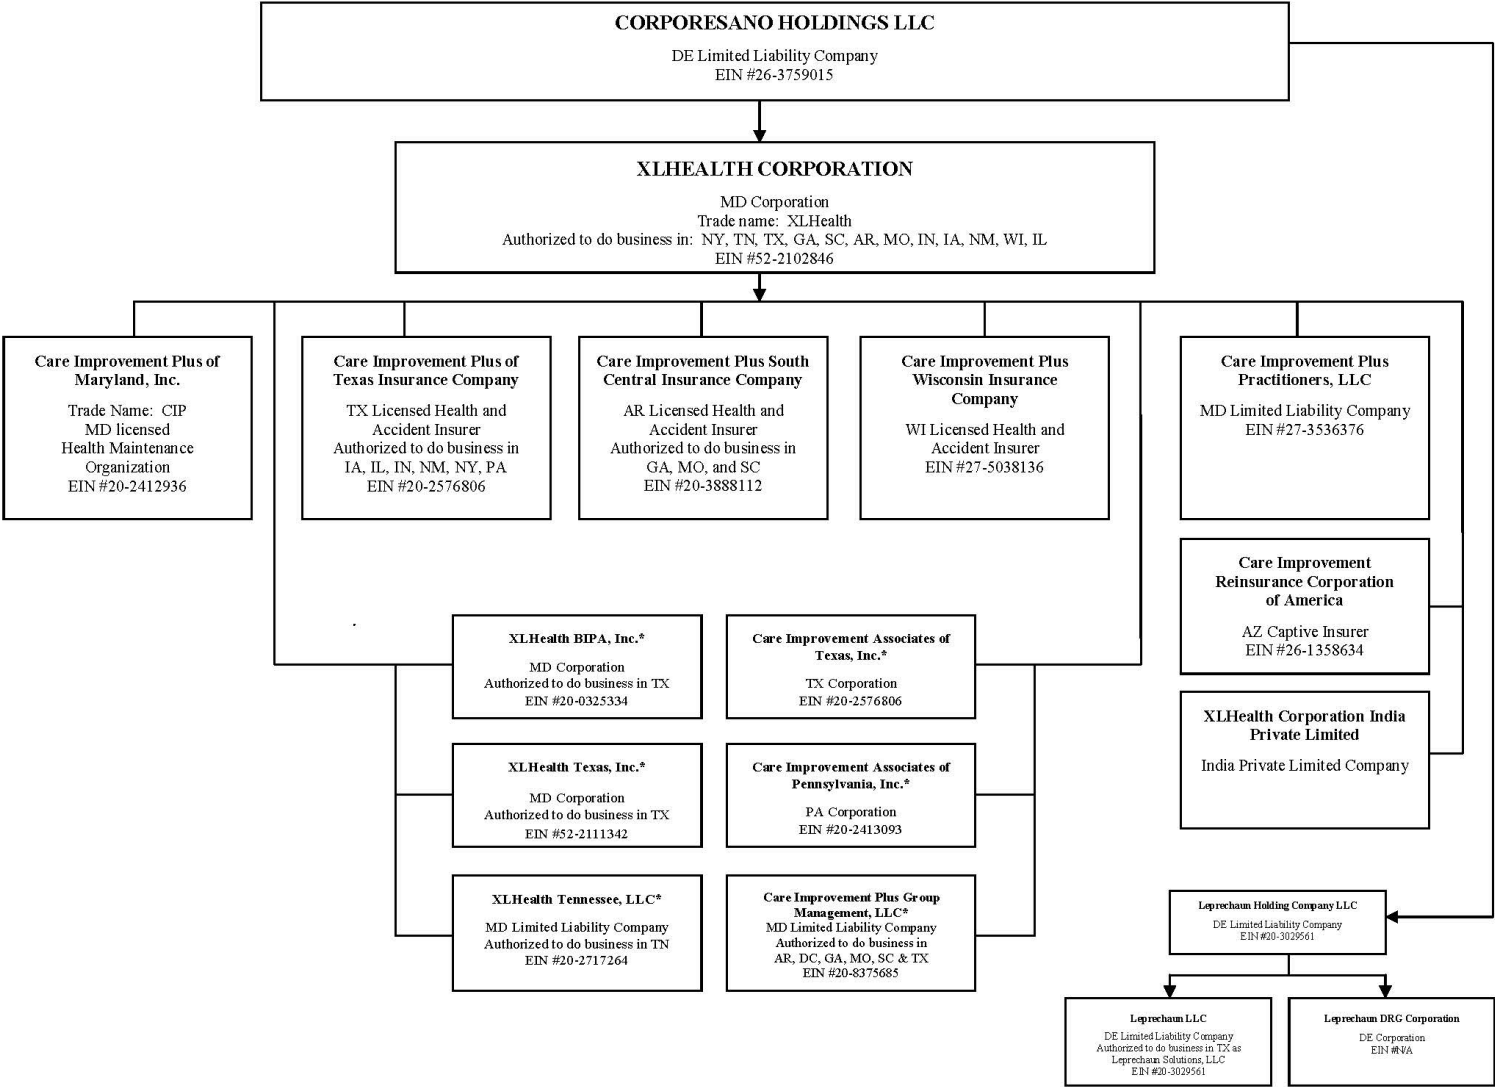 CORPORESANO HOLDINGS LLC
DE Limited Liability Company
EIN #26-3759015
XLHEALTH CORPORATION
MD Corporation
Trade name: XLHealth
Authorized to do business in: NY, TN, TX, GA, SC, AR, MO, IN, IA, NM, WI, IL
EIN #52-2102846
Care Improvement Plus of
Maryland, Inc.
Trade Name: CIP
MD licensed
Health Maintenance
Organization
EIN #20-2412936
Care Improvement Plus of
Texas Insurance Company
TX Licensed Health and
Accident Insurer
Authorized to do business in
IA, IL, IN, NM, NY, PA
EIN #20-2576806
Care Improvement Plus South
Central Insurance Company
AR Licensed Health and
Accident Insurer
Authorized to do business in
GA, MO, and SC
EIN #20-3888112
Care Improvement Plus
Wisconsin Insurance
Company
WI Licensed Health and
Accident Insurer
EIN #27-5038136
Care Improvement Plus
Practitioners, LLC
MD Limited Liability Company
EIN #27-3536376
Care Improvement
Reinsurance Corporation
of America
AZ Captive Insurer
EIN #26-1358634
XLHealth Corporation India
Private Limited
India Private Limited Company
XLHealth BIPA, Inc.*
MD Corporation
Authorized to do business in TX
EIN #20-0325334
Care Improvement Associates of
Texas, Inc.*
TX Corporation
EIN #20-2576806
XLHealth Texas, Inc.*
MD Corporation
Authorized to do business in TX
EIN #52-2111342
Care Improvement Associates of
Pennsylvania, Inc.*
PA Corporation
EIN #20-2413093
XLHealth Tennessee, LLC*
MD Limited Liability Company
Authorized to do business in TN
EIN #20-2717264
Care Improvement Plus Group
Management, LLC*
MD Limited Liability Company
Authorized to do business in
AR, DC, GA, MO, SC & TX
EIN #20-8375685
Leprechaun Holding Company LLC
DE Limited Liability Company
EIN #20-3029561
Leprechaun LLC
DE Limited Liability Company
Authorized to do business in TX as
Leprechaun Solutions, LLC
EIN #20-3029561
Leprechaun DRG Corporation
DE Corporation
EIN #N/A